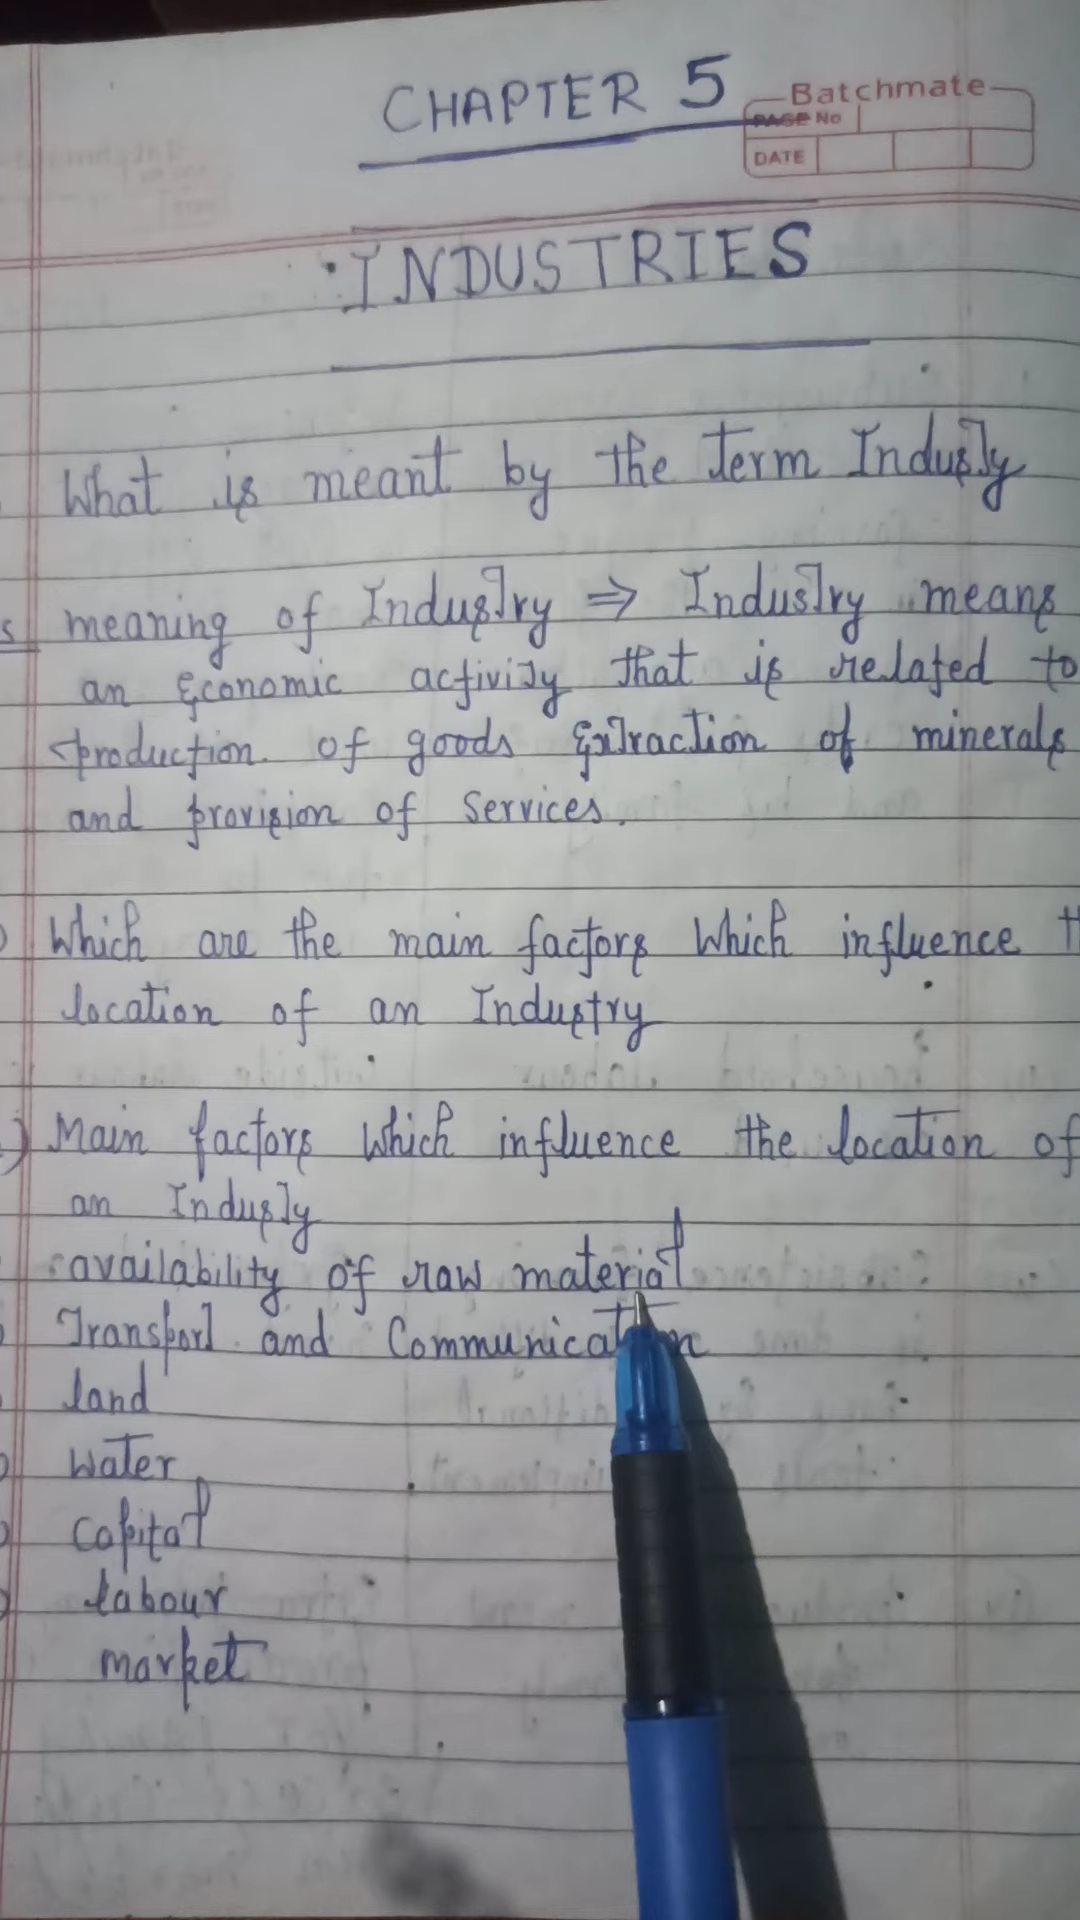 CHAPTER 5
Batchmate
PAGE No
DATE
INDUSTRIES
What is meant by the term Industry
s meaning of Industry ⇒ Industry means
an Economic activity that is related to
production. of goods Extraction of minerals
and provision of services.
Which are the main factors which influence
location of an Industry
Main factors which influence the location of
an Industry
availability of raw material
Transport and Communication
land
water
capital
labour
market